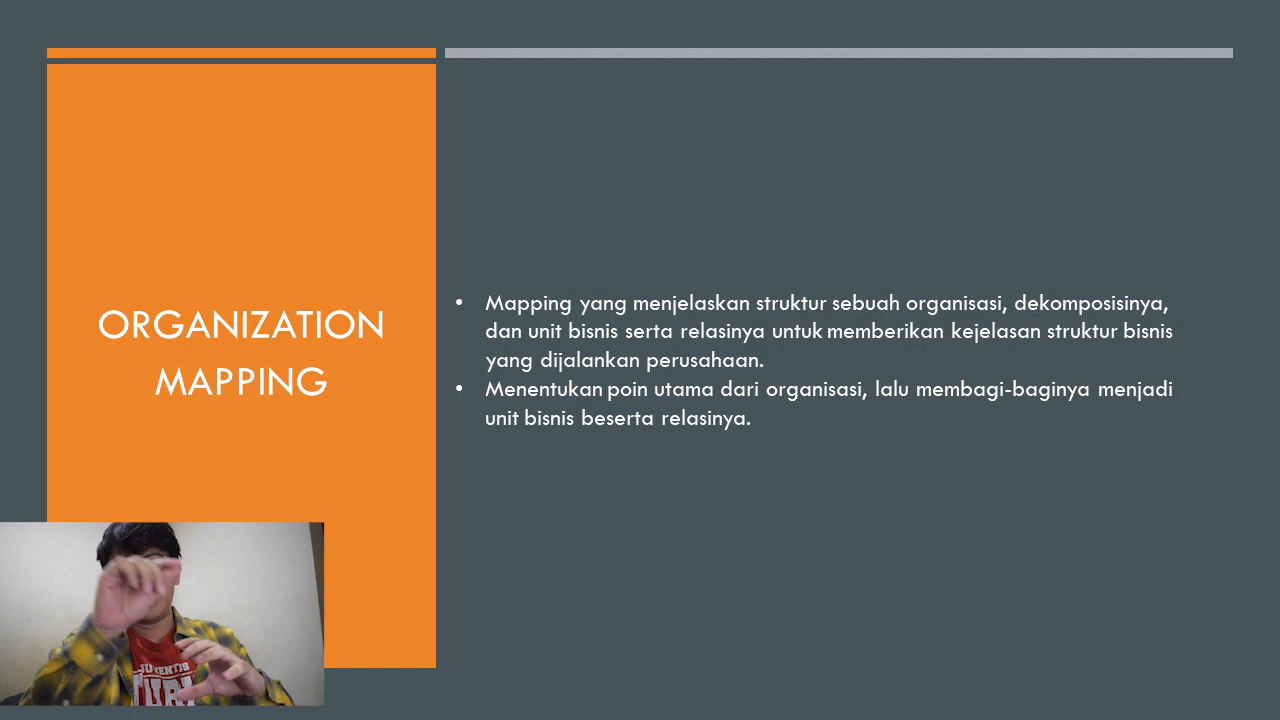 ORGANIZATION
MAPPING
• Mapping yang menjelaskan struktur sebuah organisasi, dekomposisinya,
dan unit bisnis serta relasinya untuk memberikan kejelasan struktur bisnis
yang dijalankan perusahaan.
• Menentukan poin utama dari organisasi, lalu membagi-baginya menjadi
unit bisnis beserta relasinya.
JUVENTIS